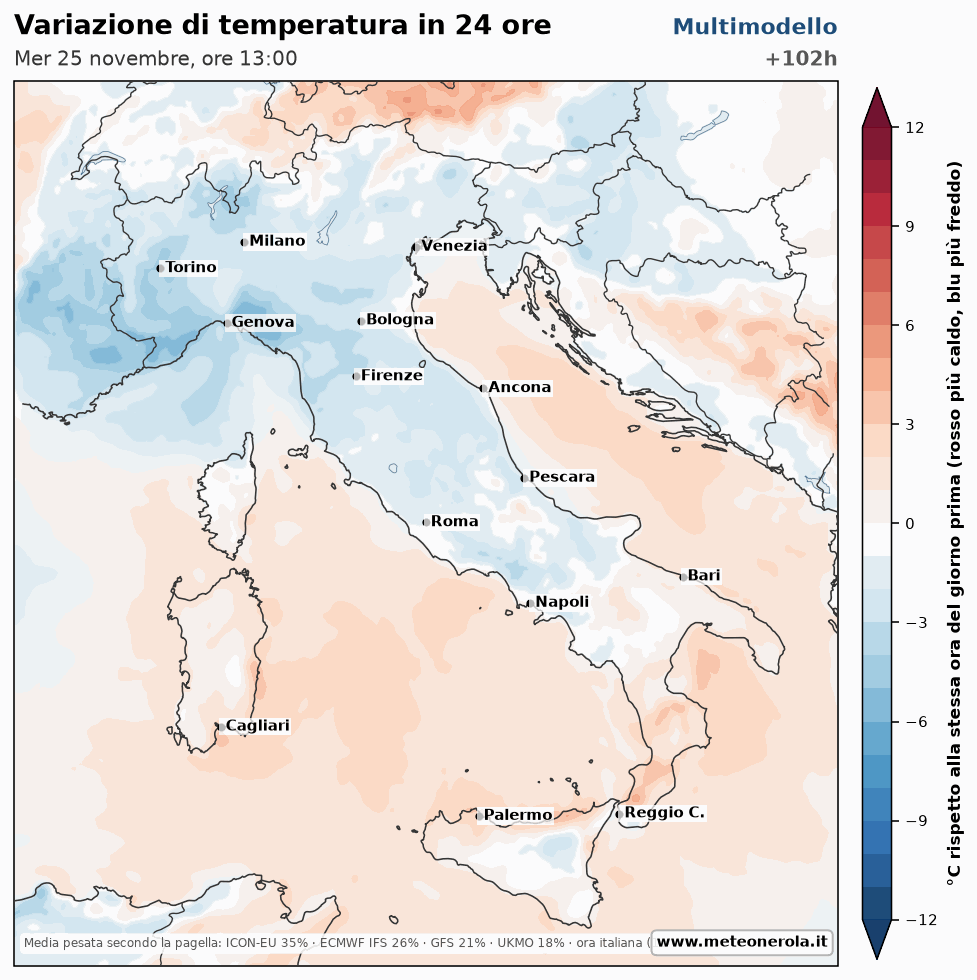 Variazione di temperatura in 24 ore
Multimodello
Mer 25 novembre, ore 13:00
+102h
Milano
Venezia
Torino
Genova
Bologna
Firenze
Ancona
Pescara
Roma
Bari
Napoli
Cagliari
Palermo
Reggio C.
12
9
6
3
0
−3
−6
−9
−12
°C rispetto alla stessa ora del giorno prima (rosso più caldo, blu più freddo)
Media pesata secondo la pagella: ICON-EU 35% · ECMWF IFS 26% · GFS 21% · UKMO 18% · ora italiana (
www.meteonerola.it